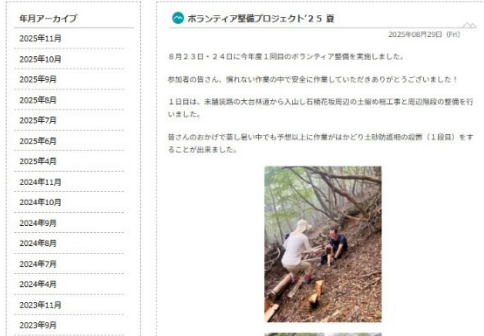 年月アーカイブ
2025年11月
2025年10月
2025年9月
2025年8月
2025年7月
2025年6月
2025年4月
2024年11月
2024年10月
2024年9月
2024年8月
2024年7月
2024年4月
2023年11月
2023年9月
ボランティア整備プロジェクト’２５ 夏
2025年08月29日 (Fri)
８月２３日・２４日に今年度１回目のボランティア整備を実施しました。
参加者の皆さん、慣れない作業の中で安全に作業していただきありがとうございました！
１日目は、未舗装路の大台林道から入山し石楠花坂周辺の土留め柵工事と周辺階段の整備を行
いました。
皆さんのおかげで蒸し暑い中でも予想以上に作業がはかどり土砂防護柵の設置（１段目）をす
ることが出来ました。